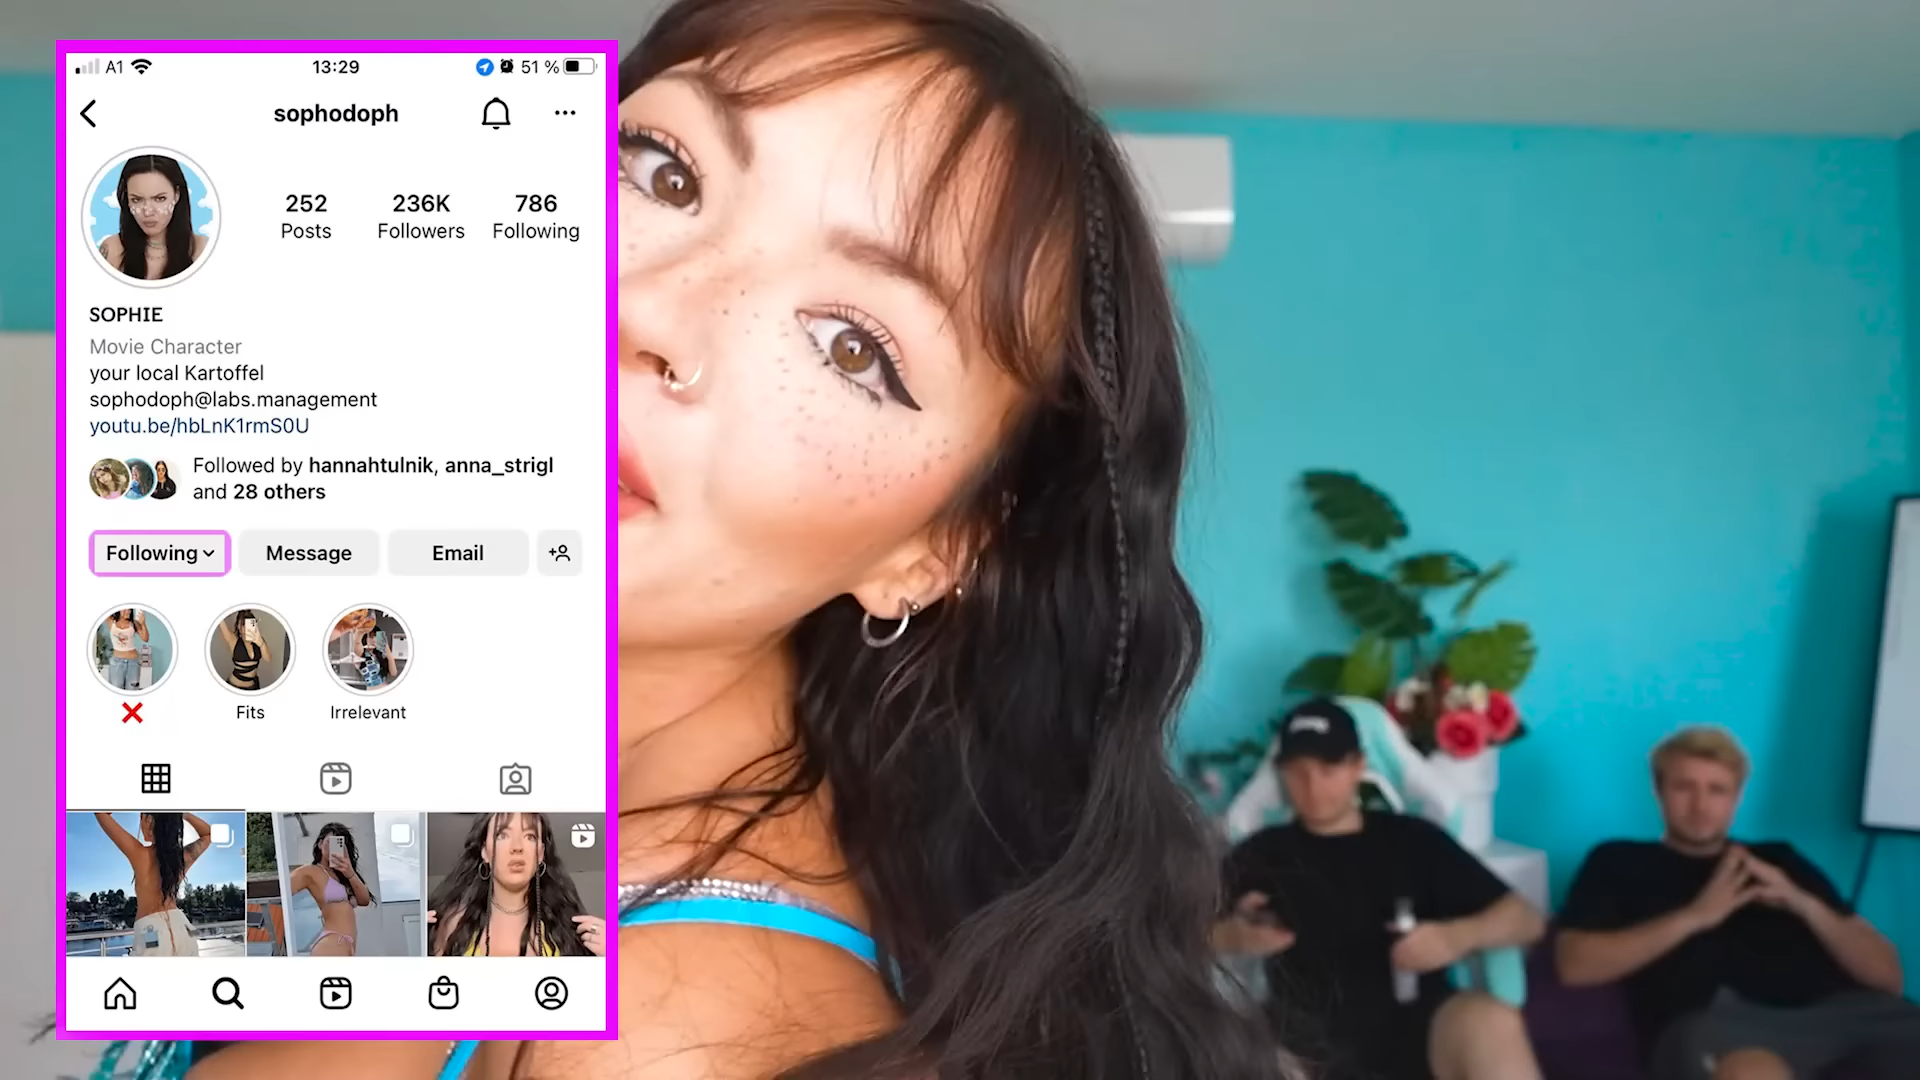 A1 13:29 51 %
sophodoph
252 236K 786
Posts Followers Following
SOPHIE
Movie Character
your local Kartoffel
sophodoph@labs.management
youtu.be/hbLnK1rmS0U
Followed by hannahtulnik, anna_strigl
and 28 others
Following Message Email
Fits Irrelevant